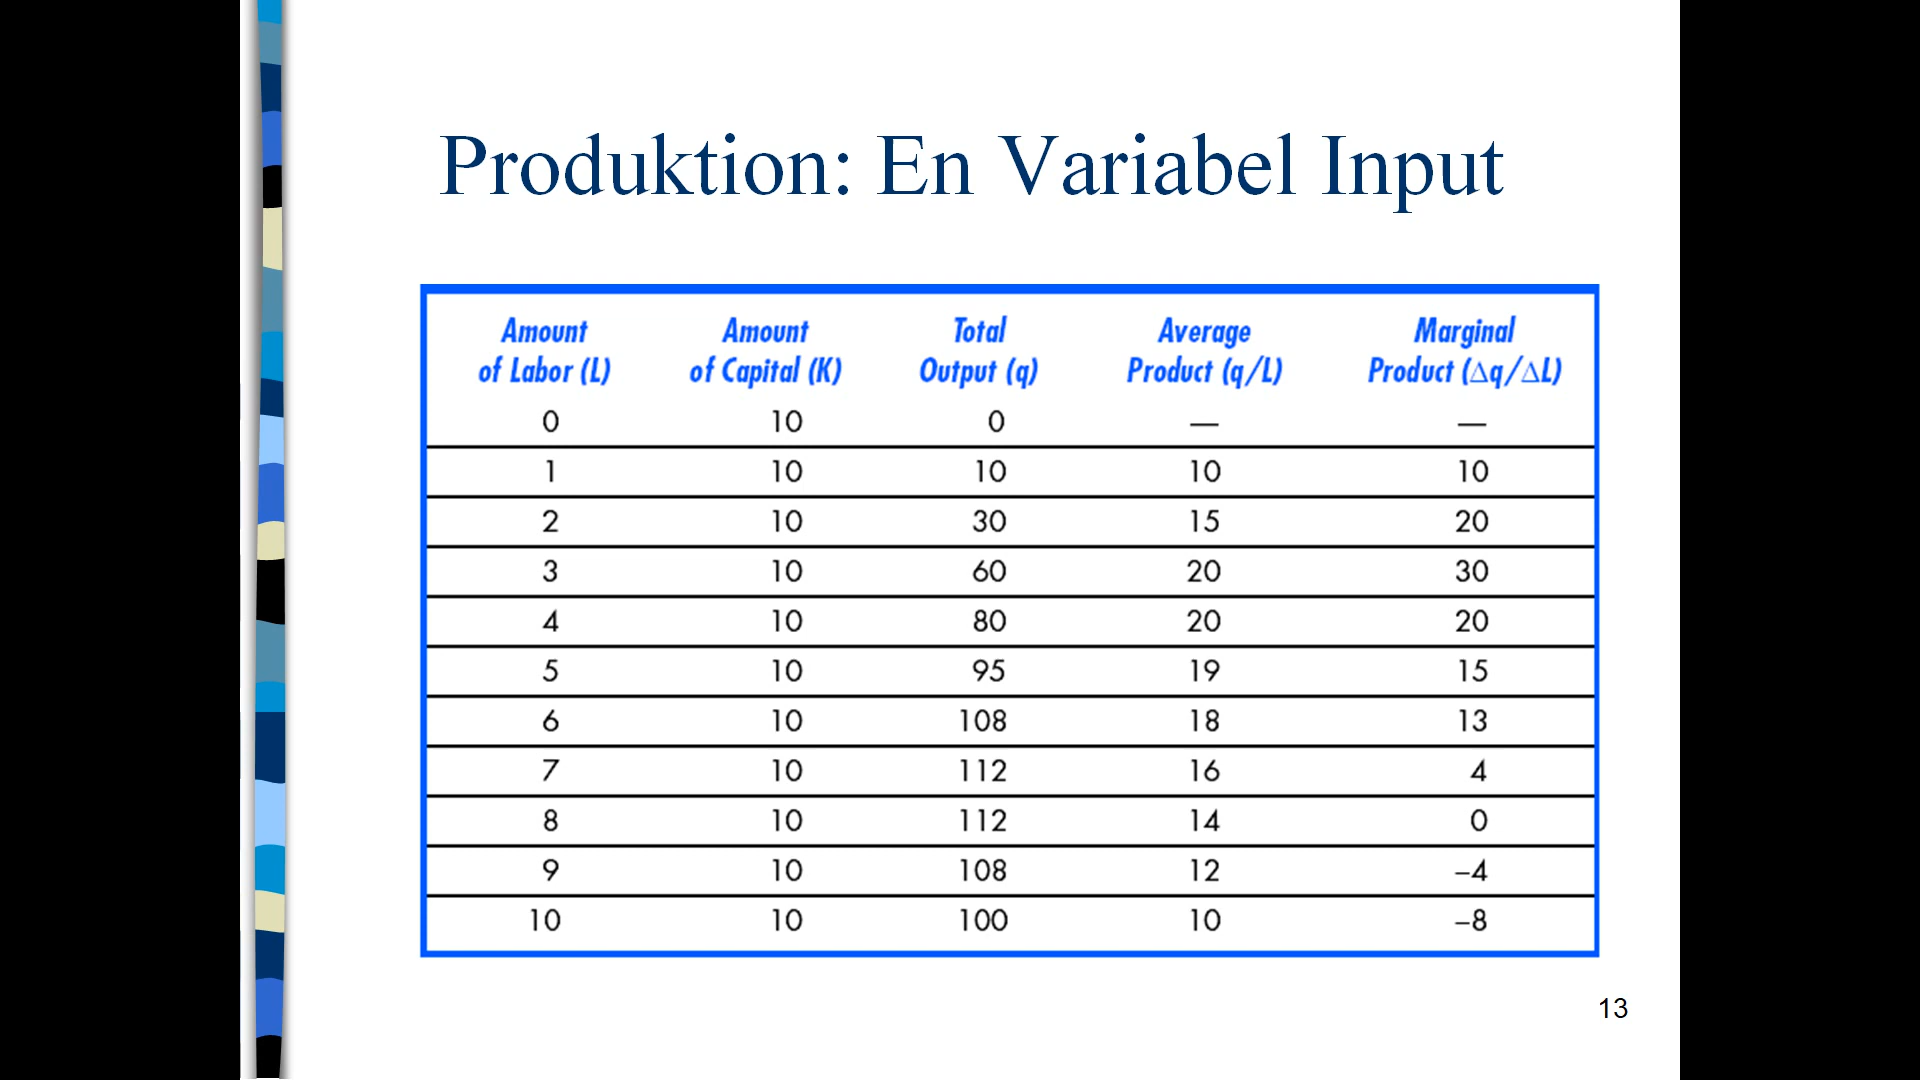 Produktion: En Variabel Input
Amount Amount Total Average Marginal
of Labor (L) of Capital (K) Output (q) Product (q/L) Product (∆q/∆L)
0 10 0 — —
1 10 10 10 10
2 10 30 15 20
3 10 60 20 30
4 10 80 20 20
5 10 95 19 15
6 10 108 18 13
7 10 112 16 4
8 10 112 14 0
9 10 108 12 –4
10 10 100 10 –8
13